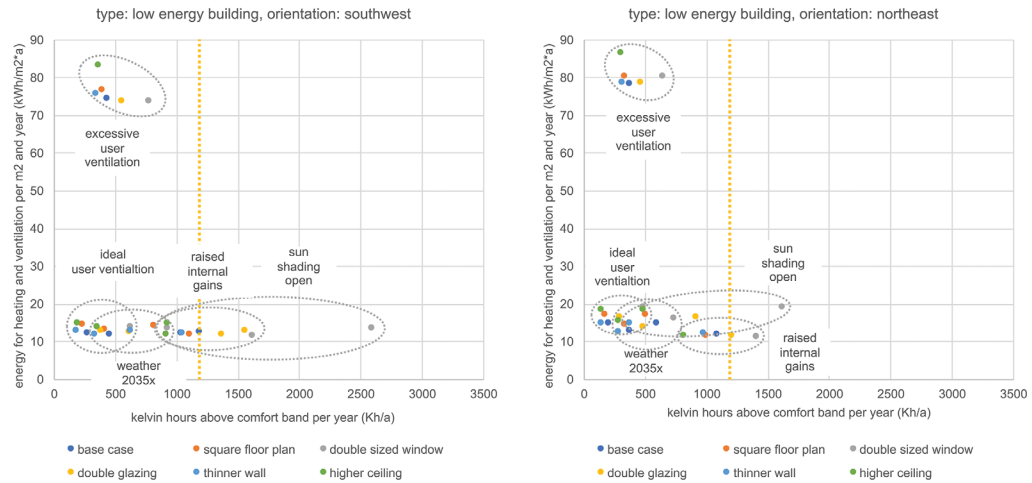 type: low energy building, orientation: southwest
energy for heating and ventilation per m2 and year (kWh/m2*a)
90
80
70
60
50
40
30
20
10
0
excessive
user
ventilation
ideal
user ventialtion
raised
internal
gains
sun
shading
open
weather
2035x
0
500
1000
1500
2000
2500
3000
3500
kelvin hours above comfort band per year (Kh/a)
base case
square floor plan
double sized window
double glazing
thinner wall
higher ceiling
type: low energy building, orientation: northeast
energy for heating and ventilation per m2 and year (kWh/m2*a)
90
80
70
60
50
40
30
20
10
0
excessive
user
ventilation
ideal
user
ventialtion
sun
shading
open
weather
2035x
raised
internal
gains
0
500
1000
1500
2000
2500
3000
3500
kelvin hours above comfort band per year (Kh/a)
base case
square floor plan
double sized window
double glazing
thinner wall
higher ceiling